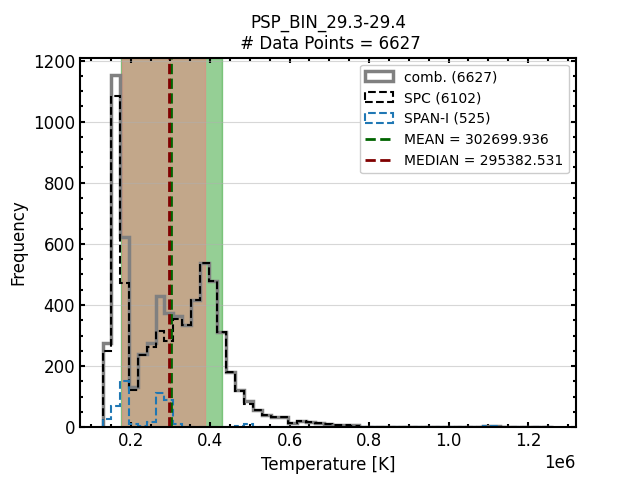 PSP_BIN_29.3-29.4
# Data Points = 6627
comb. (6627)
SPC (6102)
SPAN-I (525)
MEAN = 302699.936
MEDIAN = 295382.531
Frequency
1200
1000
800
600
400
200
0
0.2 0.4 0.6 0.8 1.0 1.2
1e6
Temperature [K]